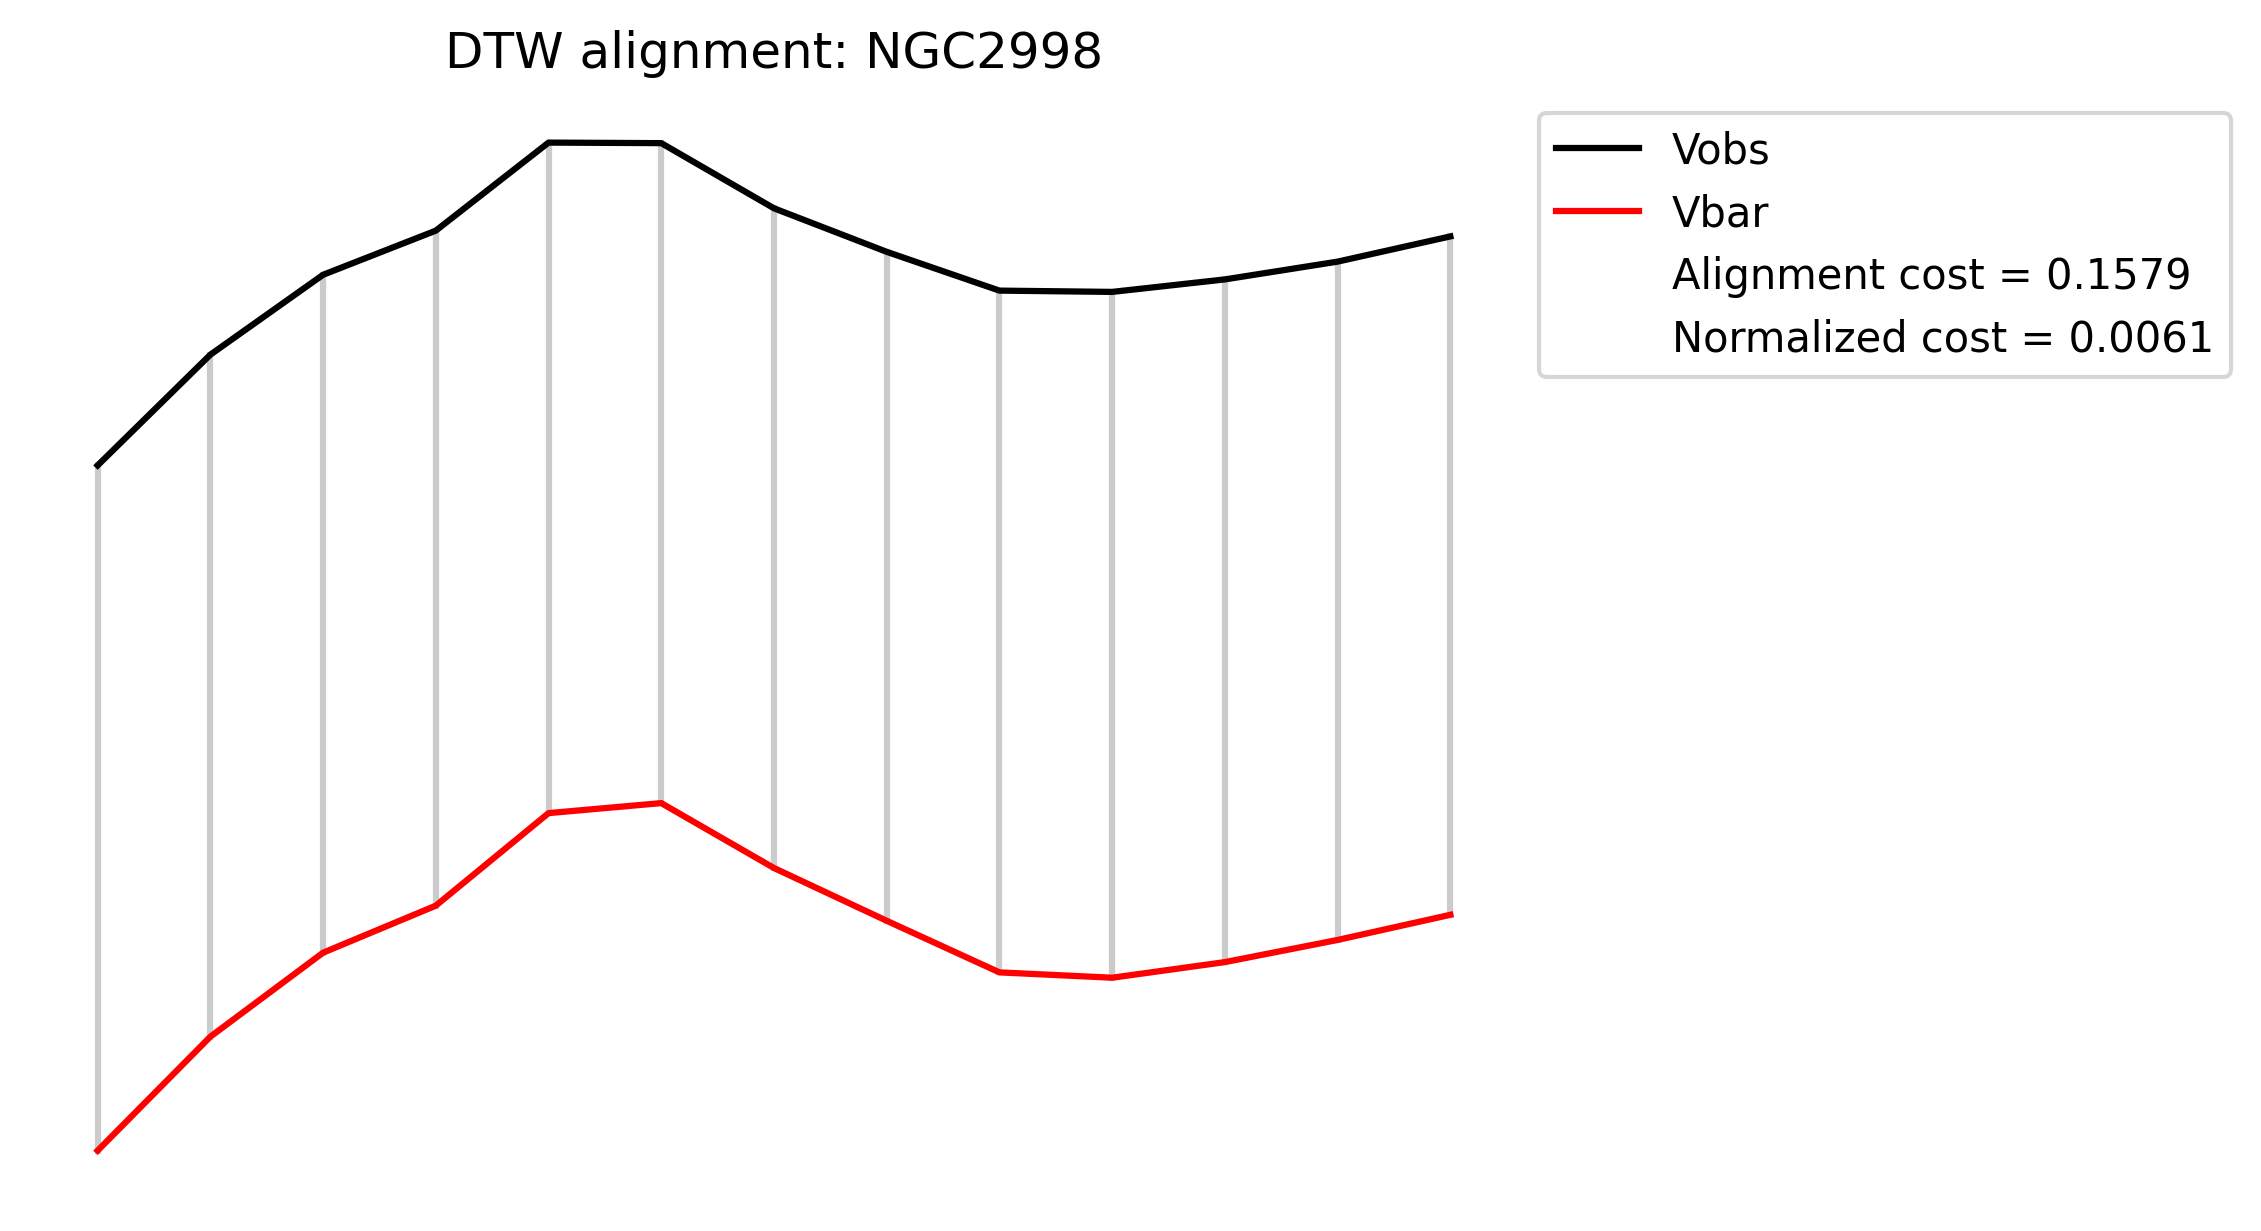 DTW alignment: NGC2998
Vobs
Vbar
Alignment cost = 0.1579
Normalized cost = 0.0061